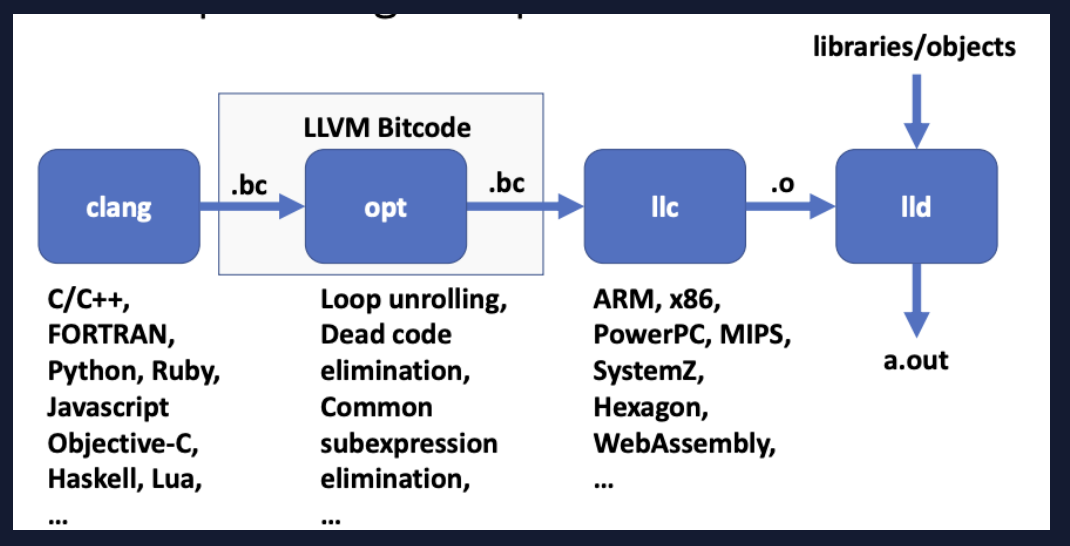 libraries/objects
LLVM Bitcode
clang
.bc
opt
.bc
llc
.o
lld
a.out
C/C++,
FORTRAN,
Python, Ruby,
Javascript
Objective-C,
Haskell, Lua,
...
Loop unrolling,
Dead code
elimination,
Common
subexpression
elimination,
...
ARM, x86,
PowerPC, MIPS,
SystemZ,
Hexagon,
WebAssembly,
...